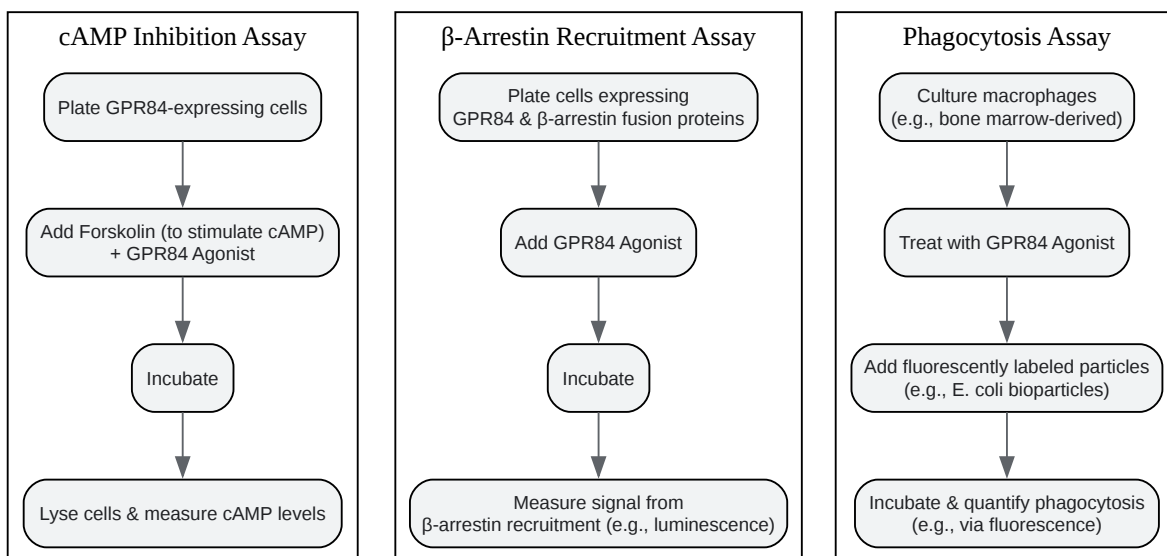 cAMP Inhibition Assay
Plate GPR84-expressing cells
Add Forskolin (to stimulate cAMP)
+ GPR84 Agonist
Incubate
Lyse cells & measure cAMP levels
β-Arrestin Recruitment Assay
Plate cells expressing
GPR84 & β-arrestin fusion proteins
Add GPR84 Agonist
Incubate
Measure signal from
β-arrestin recruitment (e.g., luminescence)
Phagocytosis Assay
Culture macrophages
(e.g., bone marrow-derived)
Treat with GPR84 Agonist
Add fluorescently labeled particles
(e.g., E. coli bioparticles)
Incubate & quantify phagocytosis
(e.g., via fluorescence)